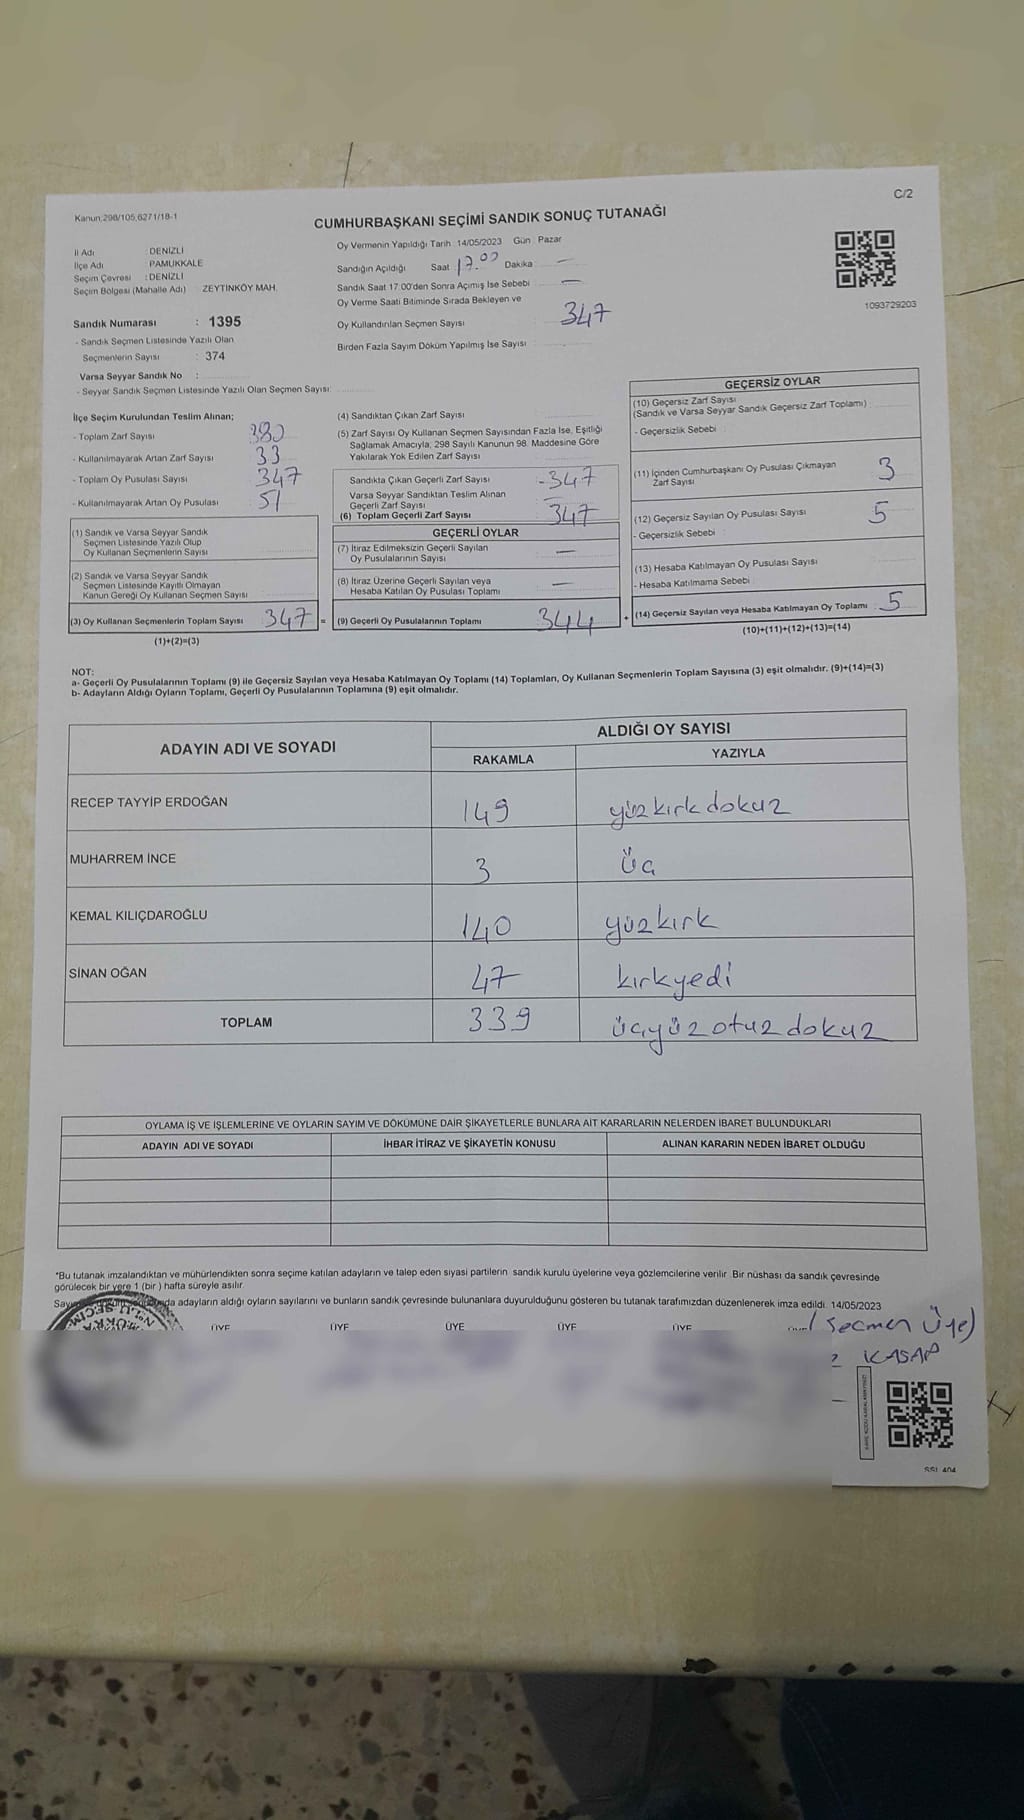 C/2
Kanun:298/105,6271/18-1
CUMHURBAŞKANI SEÇİMİ SANDIK SONUÇ TUTANAĞI
İl Adı : DENİZLİ
İlçe Adı : PAMUKKALE
Seçim Çevresi : DENİZLİ
Seçim Bölgesi (Mahalle Adı) : ZEYTİNKÖY MAH.
Sandık Numarası : 1395
- Sandık Seçmen Listesinde Yazılı Olan
Seçmenlerin Sayısı : 374
Varsa Seyyar Sandık No :
- Seyyar Sandık Seçmen Listesinde Yazılı Olan Seçmen Sayısı:
Oy Vermenin Yapıldığı Tarih : 14/05/2023 Gün : Pazar
Sandığın Açıldığı Saat 17.00 Dakika —
Sandık Saat 17:00'den Sonra Açımış İse Sebebi —
Oy Verme Saati Bitiminde Sırada Bekleyen ve
Oy Kullandırılan Seçmen Sayısı 347
Birden Fazla Sayım Döküm Yapılmış İse Sayısı
1093729203
İlçe Seçim Kurulundan Teslim Alınan;
- Toplam Zarf Sayısı 380
- Kullanılmayarak Artan Zarf Sayısı 33
- Toplam Oy Pusulası Sayısı 347
- Kullanılmayarak Artan Oy Pusulası 51
(1) Sandık ve Varsa Seyyar Sandık
Seçmen Listesinde Yazılı Olup
Oy Kullanan Seçmenlerin Sayısı
(2) Sandık ve Varsa Seyyar Sandık
Seçmen Listesinde Kayıtlı Olmayan
Kanun Gereği Oy Kullanan Seçmen Sayısı
(3) Oy Kullanan Seçmenlerin Toplam Sayısı 347 =
(1)+(2)=(3)
(4) Sandıktan Çıkan Zarf Sayısı
(5) Zarf Sayısı Oy Kullanan Seçmen Sayısından Fazla İse, Eşitliği
Sağlamak Amacıyla, 298 Sayılı Kanunun 98. Maddesine Göre
Yakılarak Yok Edilen Zarf Sayısı
Sandıkta Çıkan Geçerli Zarf Sayısı -347
Varsa Seyyar Sandıktan Teslim Alınan
Geçerli Zarf Sayısı —
(6) Toplam Geçerli Zarf Sayısı 347
GEÇERLİ OYLAR
(7) İtiraz Edilmeksizin Geçerli Sayılan
Oy Pusulalarının Sayısı —
(8) İtiraz Üzerine Geçerli Sayılan veya
Hesaba Katılan Oy Pusulası Toplamı —
(9) Geçerli Oy Pusulalarının Toplamı 344 +
GEÇERSİZ OYLAR
(10) Geçersiz Zarf Sayısı
(Sandık ve Varsa Seyyar Sandık Geçersiz Zarf Toplamı)
- Geçersizlik Sebebi
(11) İçinden Cumhurbaşkanı Oy Pusulası Çıkmayan
Zarf Sayısı 3
(12) Geçersiz Sayılan Oy Pusulası Sayısı 5
- Geçersizlik Sebebi :
(13) Hesaba Katılmayan Oy Pusulası Sayısı
- Hesaba Katılmama Sebebi
(14) Geçersiz Sayılan veya Hesaba Katılmayan Oy Toplamı 5
(10)+(11)+(12)+(13)=(14)
NOT:
a- Geçerli Oy Pusulalarının Toplamı (9) ile Geçersiz Sayılan veya Hesaba Katılmayan Oy Toplamı (14) Toplamları, Oy Kullanan Seçmenlerin Toplam Sayısına (3) eşit olmalıdır. (9)+(14)=(3)
b- Adayların Aldığı Oyların Toplamı, Geçerli Oy Pusulalarının Toplamına (9) eşit olmalıdır.
ADAYIN ADI VE SOYADI
ALDIĞI OY SAYISI
RAKAMLA YAZIYLA
RECEP TAYYİP ERDOĞAN 149 yüzkırkdokuz
MUHARREM İNCE 3 üç
KEMAL KILIÇDAROĞLU 140 yüzkırk
SİNAN OĞAN 47 kırkyedi
TOPLAM 339 üçyüzotuzdokuz
OYLAMA İŞ VE İŞLEMLERİNE VE OYLARIN SAYIM VE DÖKÜMÜNE DAİR ŞİKAYETLERLE BUNLARA AİT KARARLARIN NELERDEN İBARET BULUNDUKLARI
ADAYIN ADI VE SOYADI İHBAR İTİRAZ VE ŞİKAYETİN KONUSU ALINAN KARARIN NEDEN İBARET OLDUĞU
*Bu tutanak imzalandıktan ve mühürlendikten sonra seçime katılan adayların ve talep eden siyasi partilerin sandık kurulu üyelerine veya gözlemcilerine verilir. Bir nüshası da sandık çevresinde
görülecek bir yere 1 (bir ) hafta süreyle asılır.
adayların aldığı oyların sayılarını ve bunların sandık çevresinde bulunanlara duyurulduğunu gösteren bu tutanak tarafımızdan düzenlenerek imza edildi. 14/05/2023
ÜYE ÜYE ÜYE ÜYE ÜYE (Seçmen Üye)
KASAP